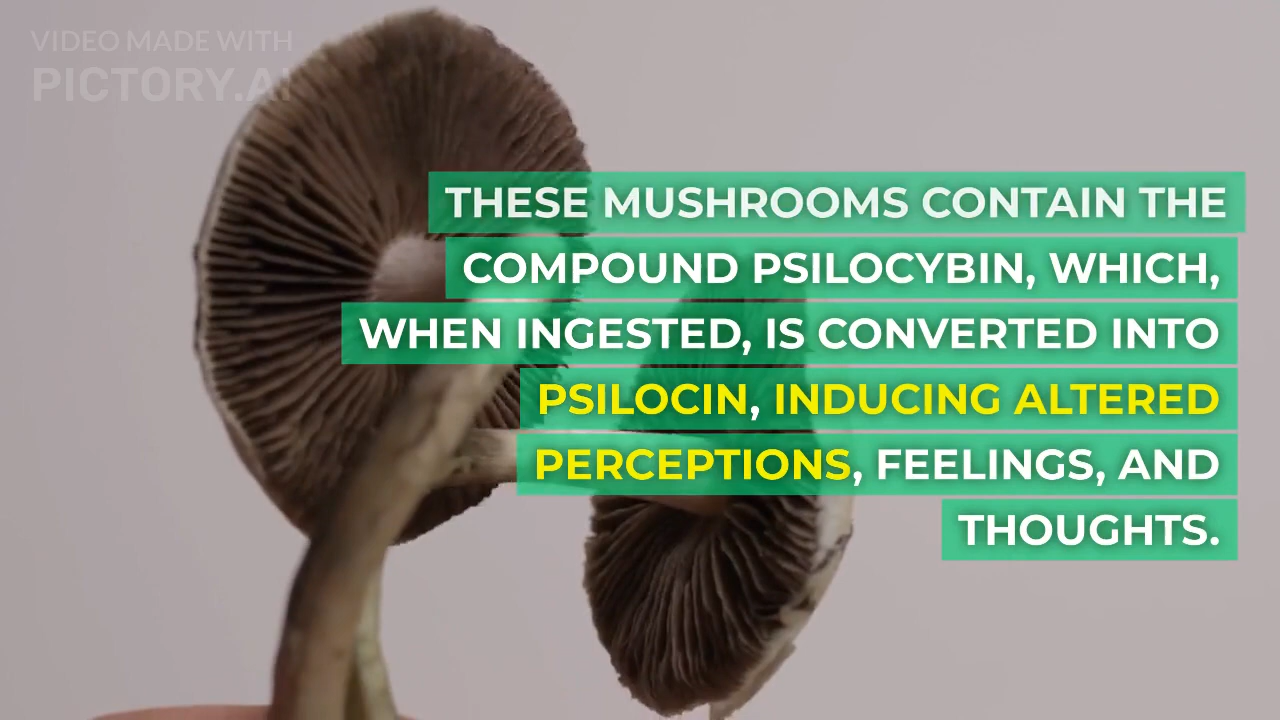 VIDEO MADE WITH
PICTORY.AI
THESE MUSHROOMS CONTAIN THE
COMPOUND PSILOCYBIN, WHICH,
WHEN INGESTED, IS CONVERTED INTO
PSILOCIN, INDUCING ALTERED
PERCEPTIONS, FEELINGS, AND
THOUGHTS.